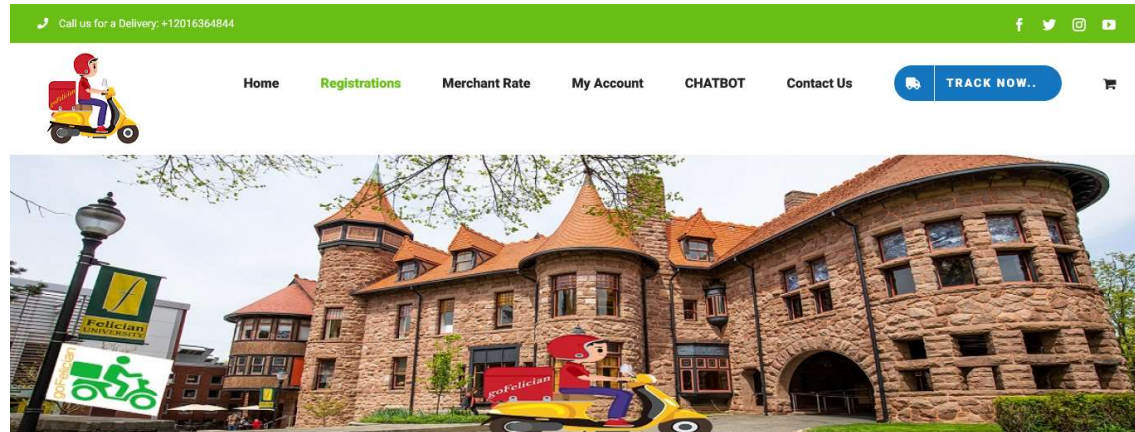 Call us for a Delivery: +12016364844
goFelician
Home
Registrations
Merchant Rate
My Account
CHATBOT
Contact Us
TRACK NOW..
f
Felician
UNIVERSITY
goFelician
goFelician